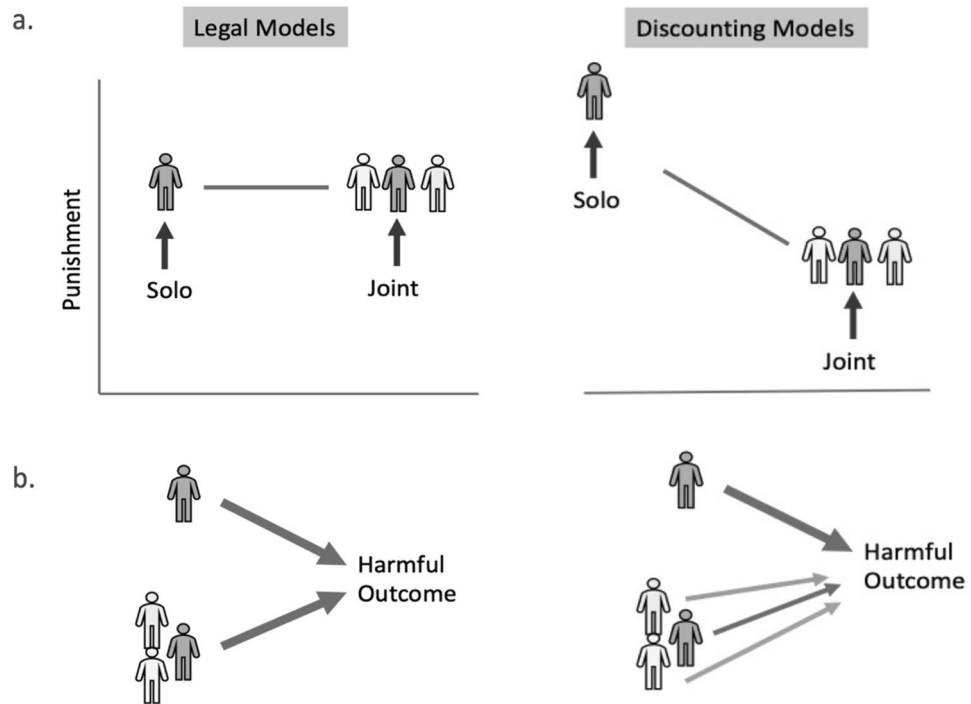 a.
Legal Models
Discounting Models
Punishment
Solo
Joint
Solo
Joint
b.
Harmful
Outcome
Harmful
Outcome